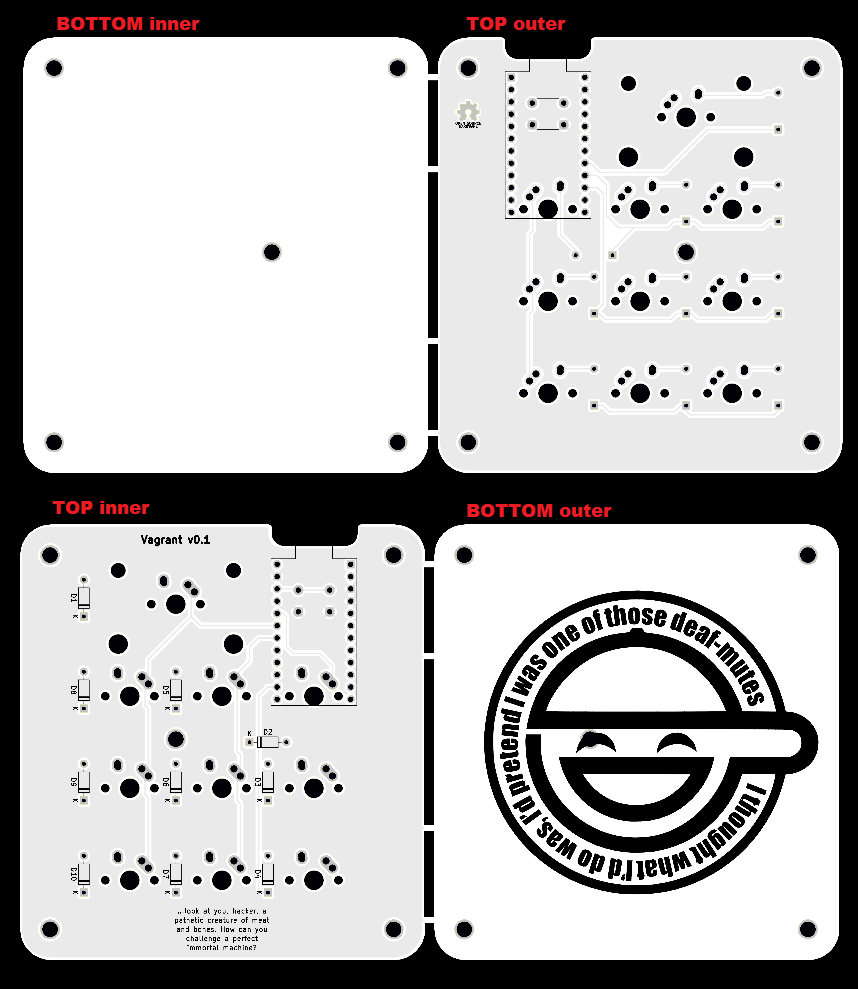 BOTTOM inner
TOP outer
TOP inner
BOTTOM outer
Vagrant v0.1
D1
K
D8
K
D5
K
K
D2
D9
K
D6
K
D3
K
D10
K
D7
K
D4
K
look at you, hacker, a
pathetic creature of meat
and bones. How can you
challenge a perfect
immortal machine?
I thought what I'd do was, I'd pretend I was one of those deaf-mutes